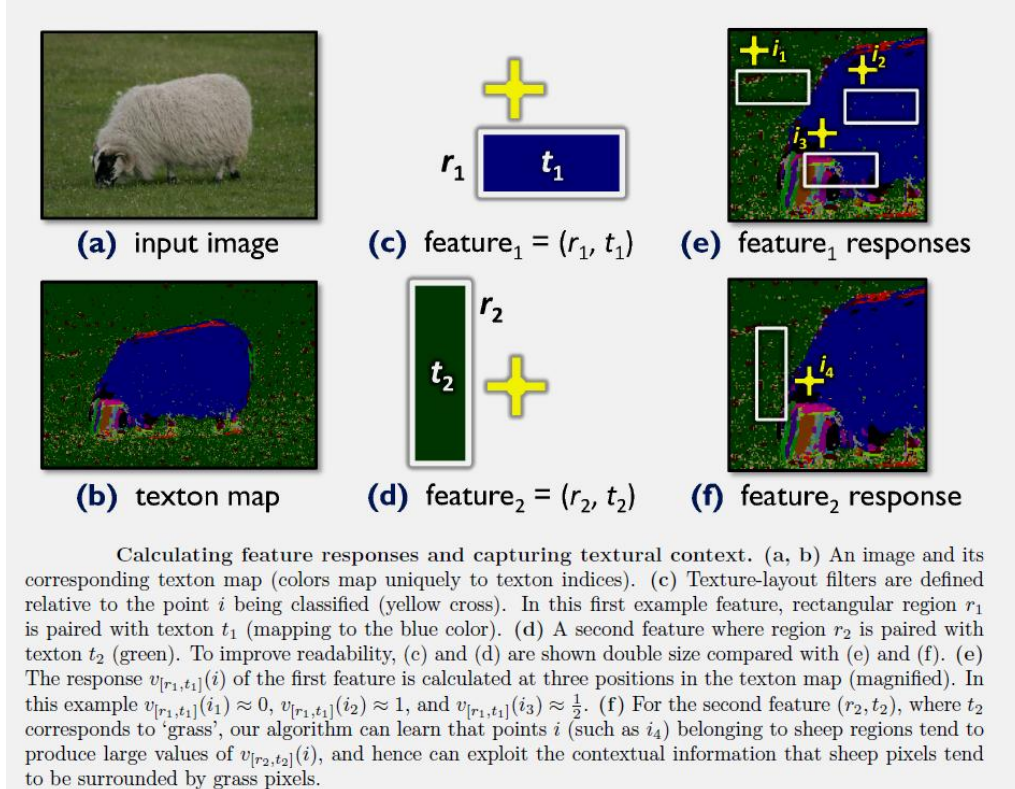 i₁
i₂
i₃
r₁ t₁
(a) input image (c) feature₁ = (r₁, t₁) (e) feature₁ responses
r₂
t₂
i₄
(b) texton map (d) feature₂ = (r₂, t₂) (f) feature₂ response
Calculating feature responses and capturing textural context. (a, b) An image and its
corresponding texton map (colors map uniquely to texton indices). (c) Texture-layout filters are defined
relative to the point i being classified (yellow cross). In this first example feature, rectangular region r₁
is paired with texton t₁ (mapping to the blue color). (d) A second feature where region r₂ is paired with
texton t₂ (green). To improve readability, (c) and (d) are shown double size compared with (e) and (f). (e)
The response v[r₁,t₁](i) of the first feature is calculated at three positions in the texton map (magnified). In
this example v[r₁,t₁](i₁) ≈ 0, v[r₁,t₁](i₂) ≈ 1, and v[r₁,t₁](i₃) ≈ ½. (f) For the second feature (r₂, t₂), where t₂
corresponds to ‘grass’, our algorithm can learn that points i (such as i₄) belonging to sheep regions tend to
produce large values of v[r₂,t₂](i), and hence can exploit the contextual information that sheep pixels tend
to be surrounded by grass pixels.